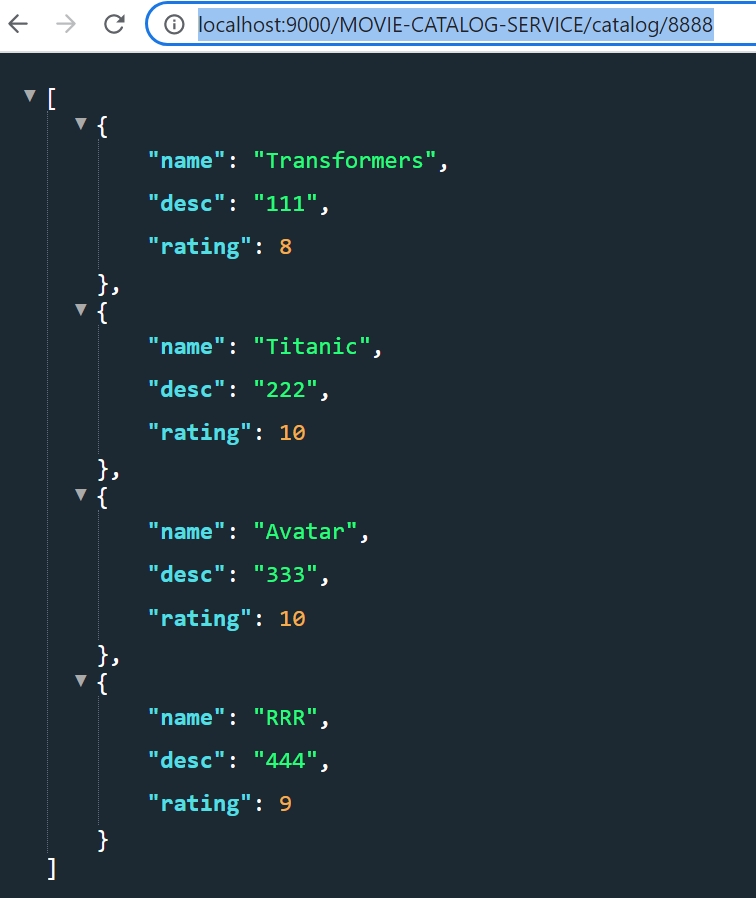 localhost:9000/MOVIE-CATALOG-SERVICE/catalog/8888
[
{
"name": "Transformers",
"desc": "111",
"rating": 8
},
{
"name": "Titanic",
"desc": "222",
"rating": 10
},
{
"name": "Avatar",
"desc": "333",
"rating": 10
},
{
"name": "RRR",
"desc": "444",
"rating": 9
}
]